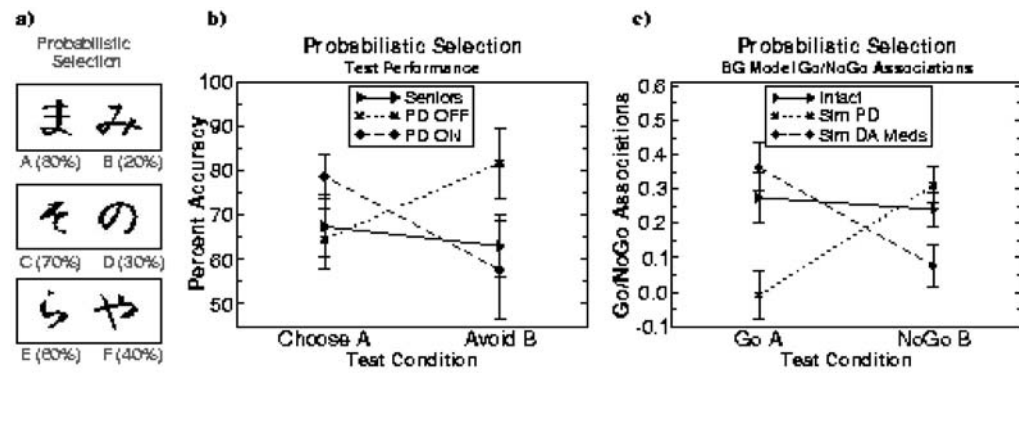 a)
Probabilistic
Selection
ま み
A (80%) B (20%)
そ の
C (70%) D (30%)
ら や
E (60%) F (40%)
b)
Probabilistic Selection
Test Performance
Seniors
PD OFF
PD ON
Percent Accuracy
100
90
80
70
60
50
Choose A Avoid B
Test Condition
c)
Probabilistic Selection
BG Model Go/NoGo Associations
Intact
Sim PD
Sim DA Meds
Go/NoGo Associations
0.6
0.5
0.4
0.3
0.2
0.1
0.0
-0.1
Go A NoGo B
Test Condition